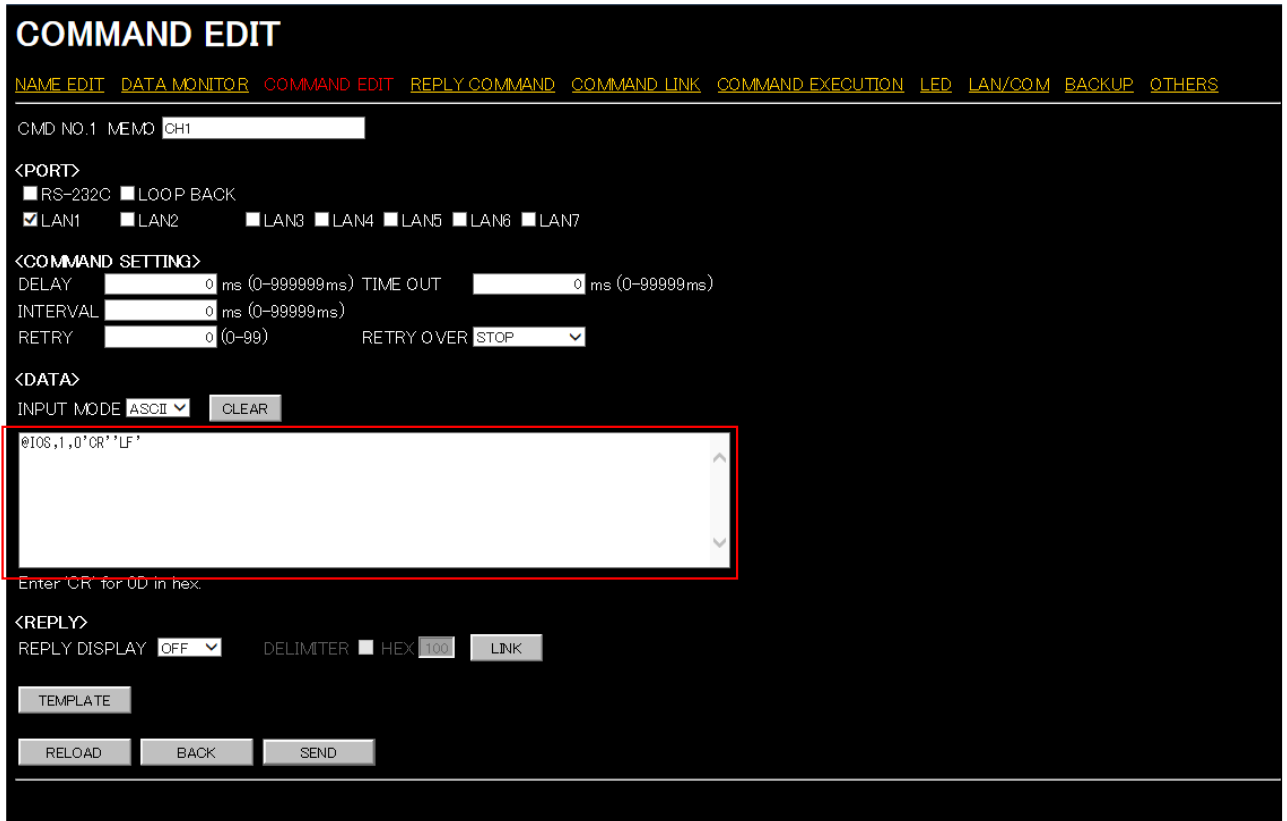 COMMAND EDIT
NAME EDIT DATA MONITOR COMMAND EDIT REPLY COMMAND COMMAND LINK COMMAND EXECUTION LED LAN/COM BACKUP OTHERS
CMD NO.1 MEMO CH1
<PORT>
RS-232C LOOP BACK
LAN1 LAN2 LAN3 LAN4 LAN5 LAN6 LAN7
<COMMAND SETTING>
DELAY 0 ms (0-999999ms) TIME OUT 0 ms (0-99999ms)
INTERVAL 0 ms (0-99999ms)
RETRY 0 (0-99) RETRY OVER STOP
<DATA>
INPUT MODE ASCII CLEAR
@IOS,1,0'CR''LF'
Enter 'CR' for 0D in hex.
<REPLY>
REPLY DISPLAY OFF DELIMITER HEX 100 LINK
TEMPLATE
RELOAD BACK SEND